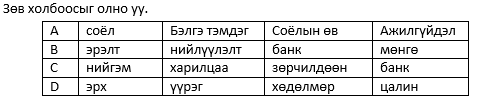 Зөв холбоосыг олно уу.
A соёл Бэлгэ тэмдэг Соёлын өв Ажилгүйдэл
B эрэлт нийлүүлэлт банк мөнгө
C нийгэм харилцаа зөрчилдөөн банк
D эрх үүрэг хөдөлмөр цалин